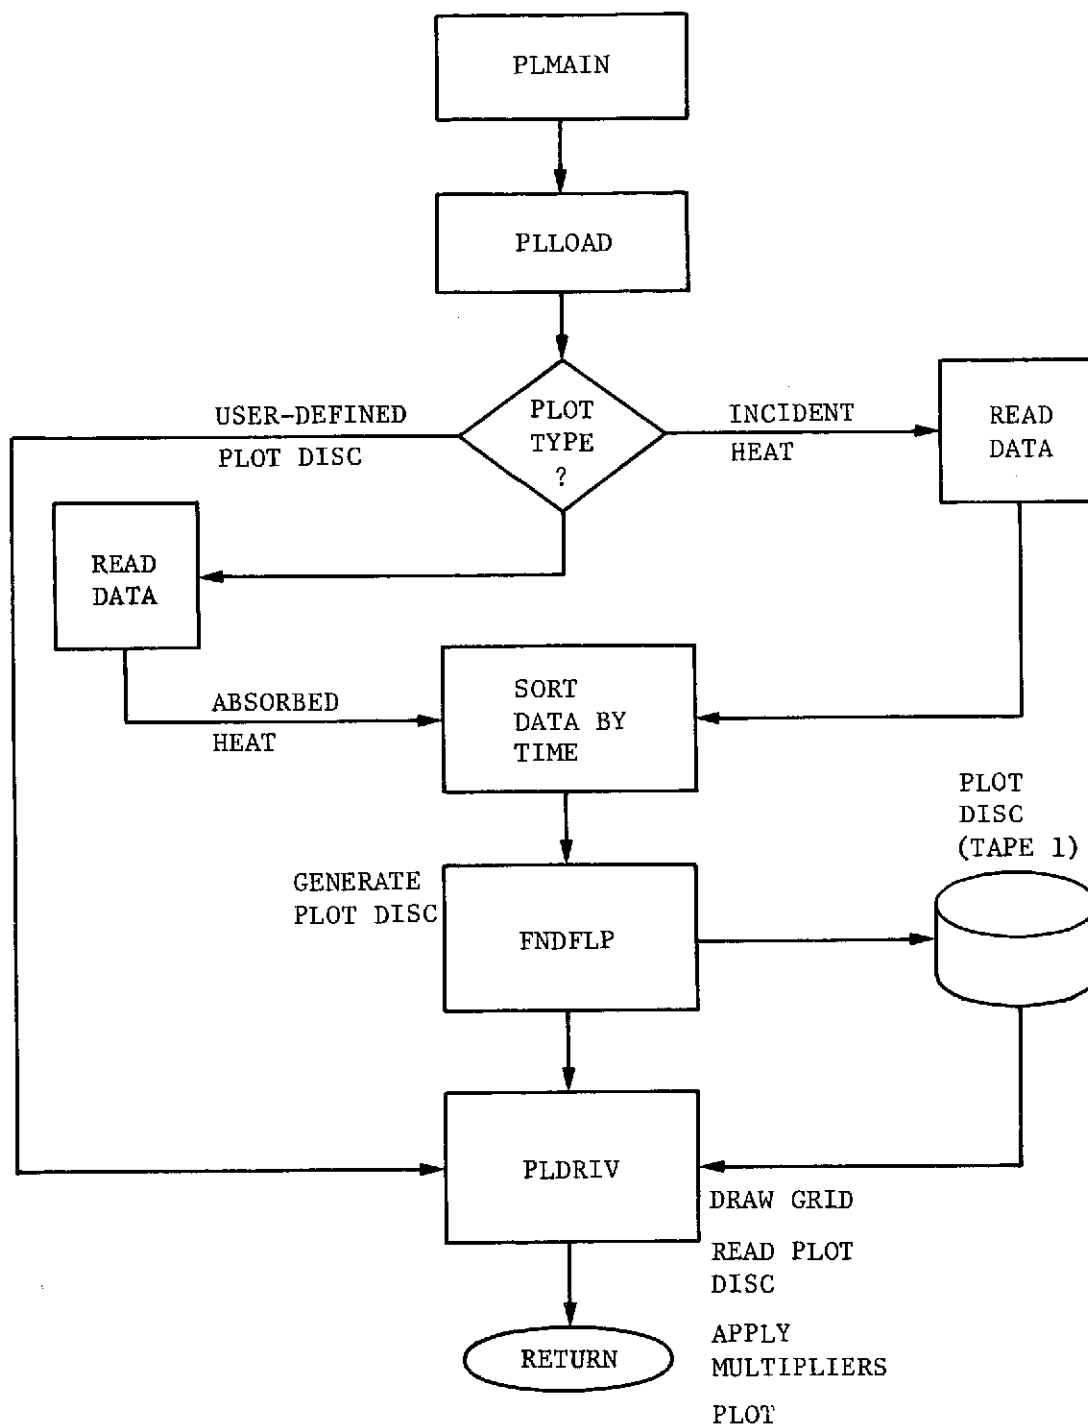 PLMAIN
PLLOAD
USER-DEFINED
PLOT DISC
PLOT
TYPE
?
INCIDENT
HEAT
READ
DATA
READ
DATA
ABSORBED
HEAT
SORT
DATA BY
TIME
PLOT
DISC
(TAPE 1)
GENERATE
PLOT DISC
FNDFLP
PLDRIV
DRAW GRID
READ PLOT
DISC
APPLY
MULTIPLIERS
PLOT
RETURN